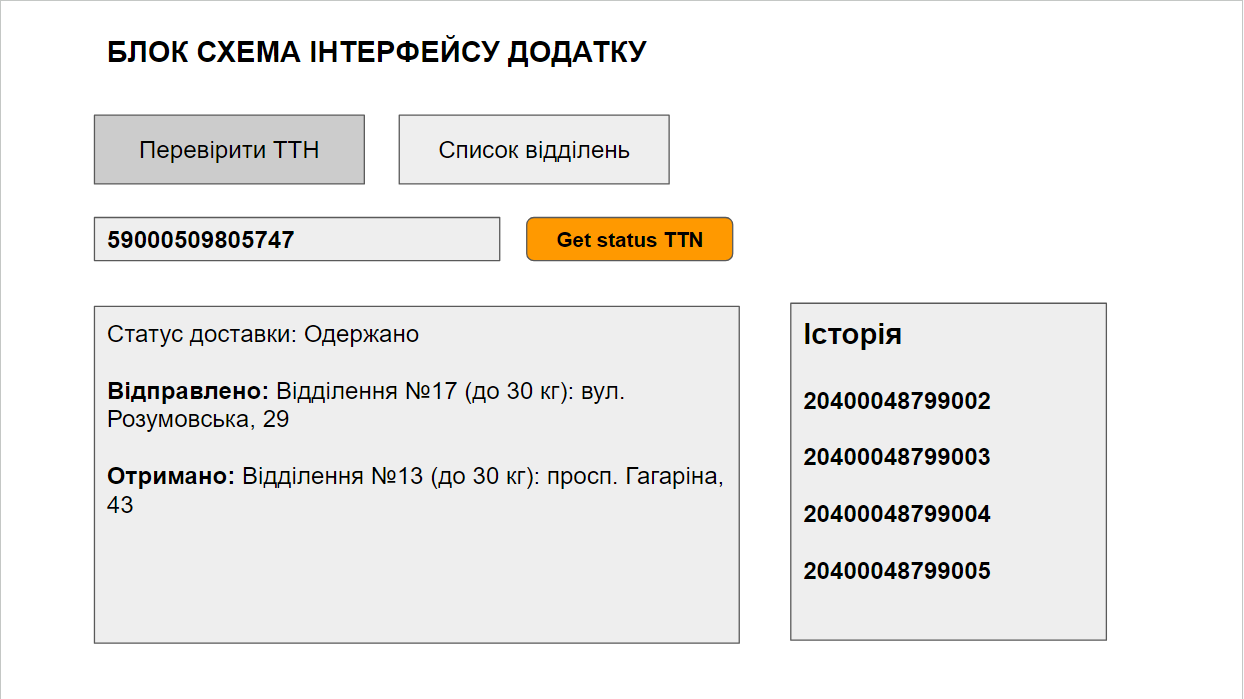 БЛОК СХЕМА ІНТЕРФЕЙСУ ДОДАТКУ
Перевірити ТТН
Список відділень
59000509805747
Get status TTN
Статус доставки: Одержано
Відправлено: Відділення №17 (до 30 кг): вул.
Розумовська, 29
Отримано: Відділення №13 (до 30 кг): просп. Гагаріна,
43
Історія
20400048799002
20400048799003
20400048799004
20400048799005